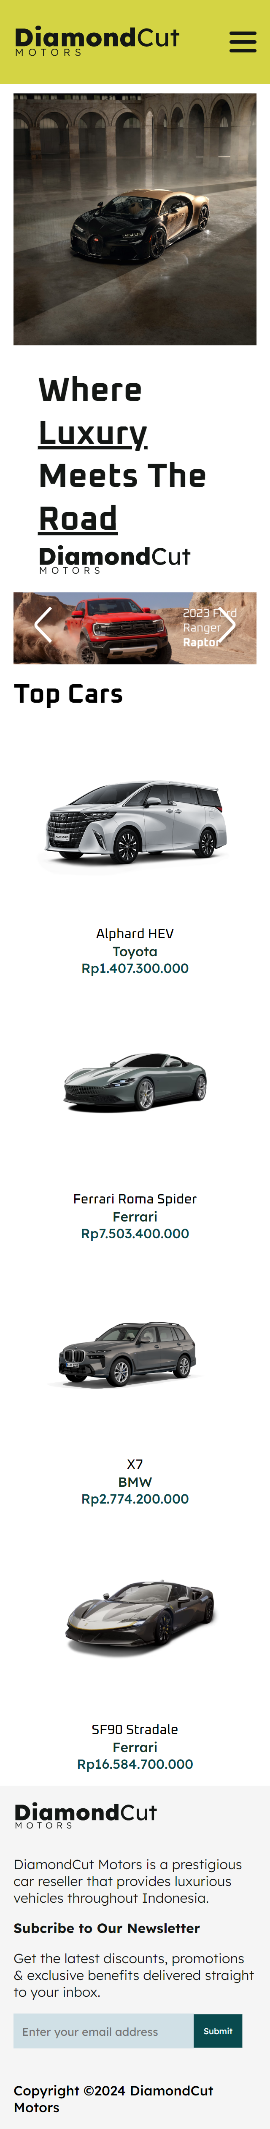 DiamondCut
MOTORS
Where
Luxury
Meets The
Road
DiamondCut
MOTORS
2023 Ford
Ranger
Raptor
Top Cars
Alphard HEV
Toyota
Rp1.407.300.000
Ferrari Roma Spider
Ferrari
Rp7.503.400.000
X7
BMW
Rp2.774.200.000
SF90 Stradale
Ferrari
Rp16.584.700.000
DiamondCut
MOTORS
DiamondCut Motors is a prestigious
car reseller that provides luxurious
vehicles throughout Indonesia.
Subcribe to Our Newsletter
Get the latest discounts, promotions
& exclusive benefits delivered straight
to your inbox.
Enter your email address
Submit
Copyright ©2024 DiamondCut
Motors